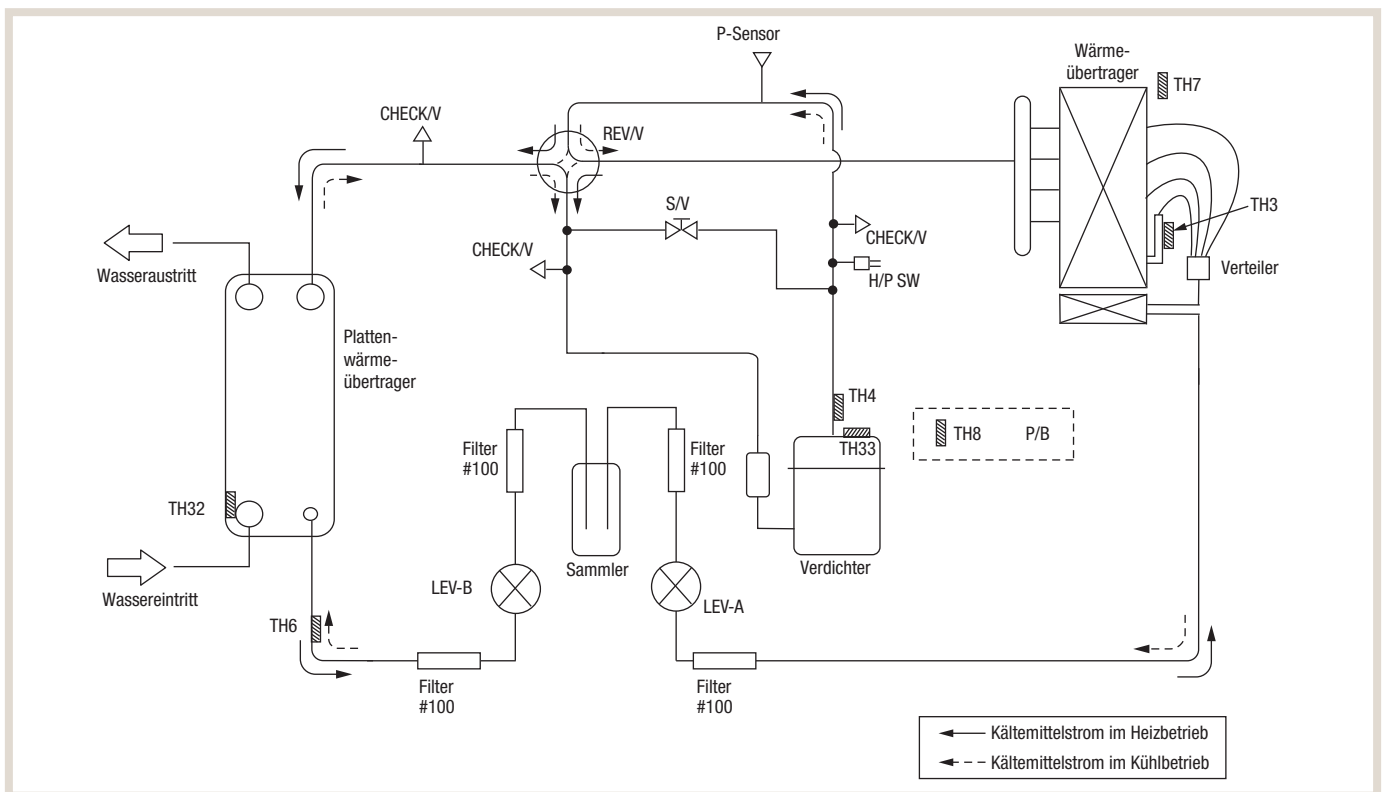 P-Sensor
Wärme-
übertrager
TH7
CHECK/V
REV/V
TH3
S/V
CHECK/V
CHECK/V
H/P SW
Verteiler
Wasseraustritt
Platten-
wärme-
übertrager
TH4
TH33
TH8 P/B
Filter
#100
Filter
#100
TH32
Sammler
Verdichter
LEV-B
LEV-A
Wassereintritt
TH6
Filter
#100
Filter
#100
Kältemittelstrom im Heizbetrieb
Kältemittelstrom im Kühlbetrieb